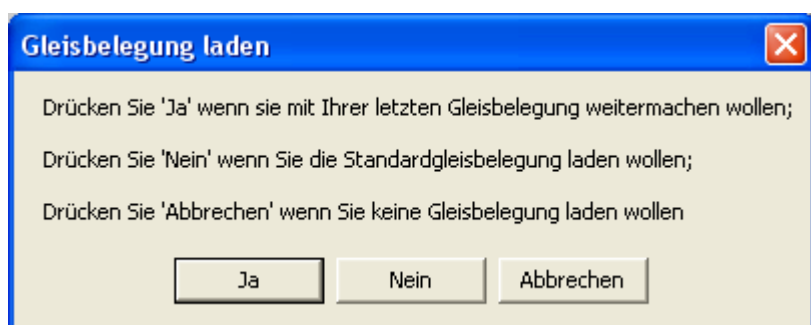 Gleisbelegung laden
Drücken Sie 'Ja' wenn sie mit Ihrer letzten Gleisbelegung weitermachen wollen;
Drücken Sie 'Nein' wenn Sie die Standardgleisbelegung laden wollen;
Drücken Sie 'Abbrechen' wenn Sie keine Gleisbelegung laden wollen
Ja Nein Abbrechen